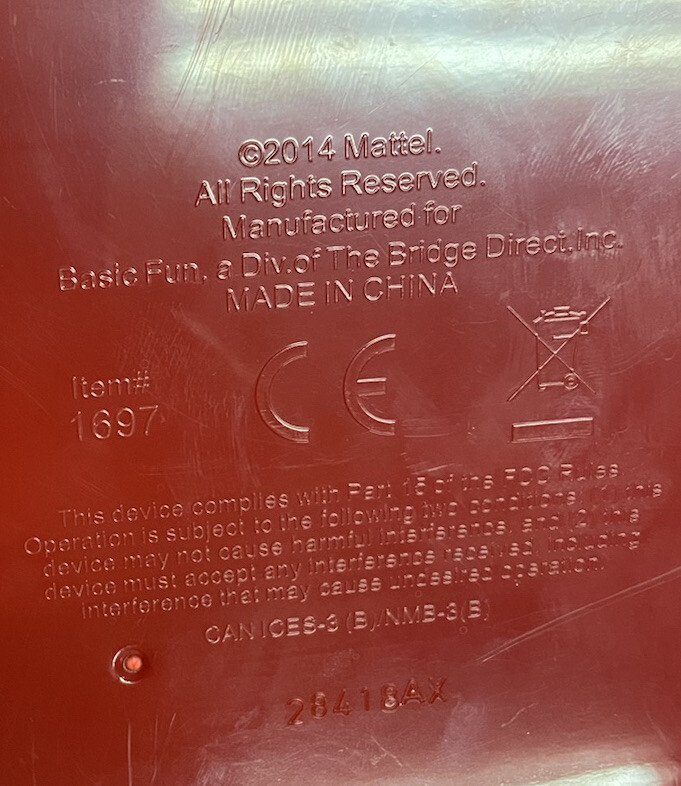 ©2014 Mattel.
All Rights Reserved.
Manufactured for
Basic Fun, a Div.of The Bridge Direct,Inc.
MADE IN CHINA
Item#
1697
CE
This device complies with Part 15 of the FCC Rules
Operation is subject to the following two conditions: (1) this
device may not cause harmful interference, and (2) this
device must accept any interference received, including
interference that may cause undesired operation.
CAN ICES-3 (B)/NMB-3(B)